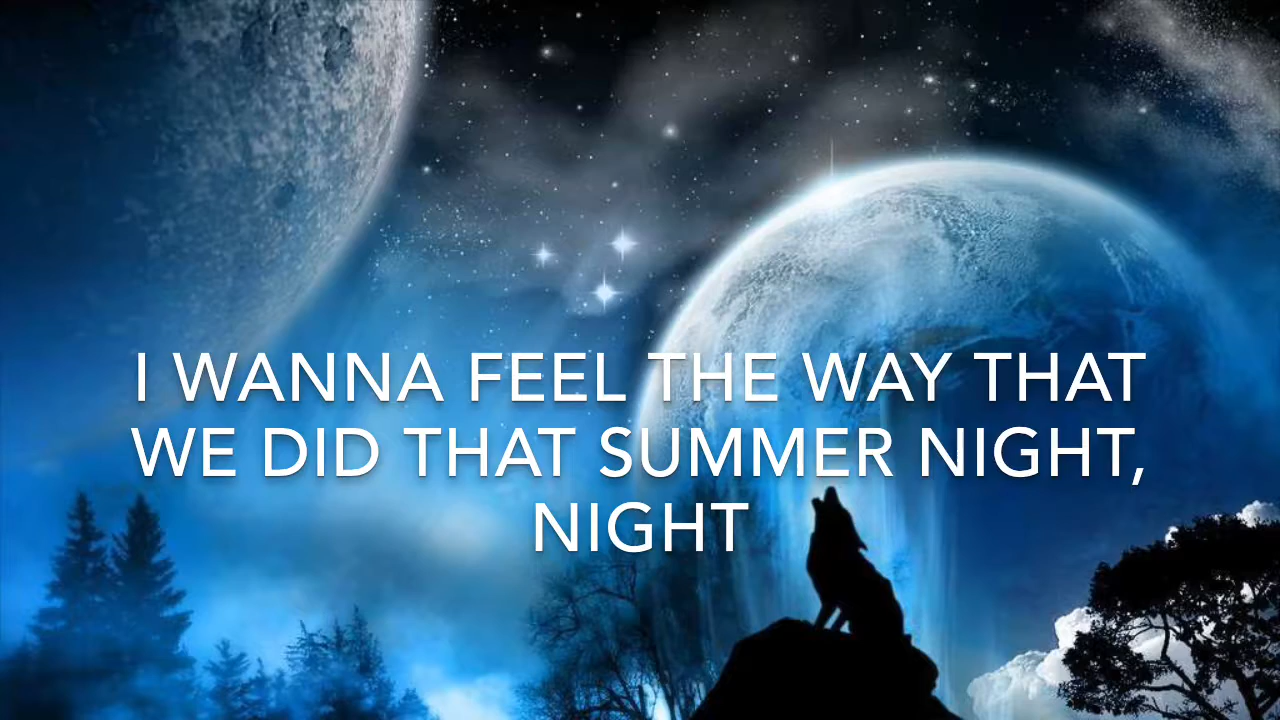 I WANNA FEEL THE WAY THAT
WE DID THAT SUMMER NIGHT,
NIGHT